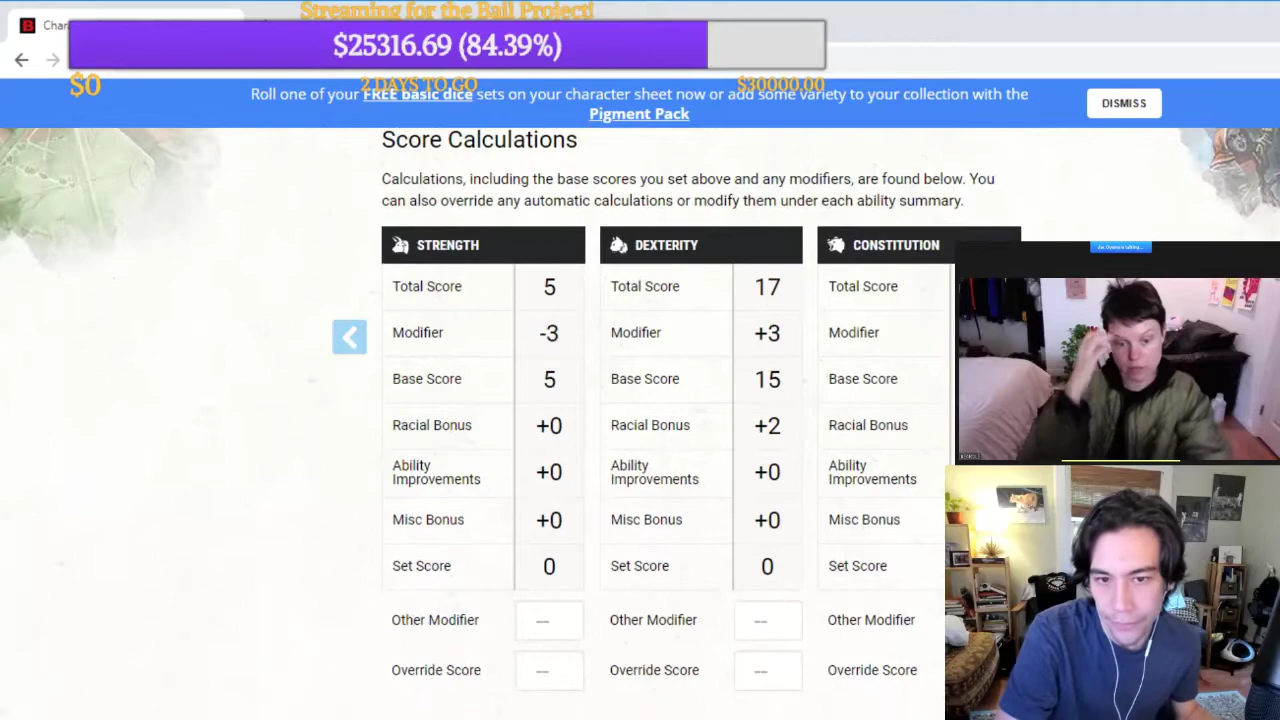 Streaming for the Bail Project!
Char
$25316.69 (84.39%)
$0
2 DAYS TO GO
$30000.00
Roll one of your FREE basic dice sets on your character sheet now or add some variety to your collection with the
Pigment Pack
DISMISS
Score Calculations
Calculations, including the base scores you set above and any modifiers, are found below. You
can also override any automatic calculations or modify them under each ability summary.
STRENGTH
Total Score 5
Modifier -3
Base Score 5
Racial Bonus +0
Ability
Improvements +0
Misc Bonus +0
Set Score 0
Other Modifier --
Override Score --
DEXTERITY
Total Score 17
Modifier +3
Base Score 15
Racial Bonus +2
Ability
Improvements +0
Misc Bonus +0
Set Score 0
Other Modifier --
Override Score --
CONSTITUTION
Total Score
Modifier
Base Score
Racial Bonus
Ability
Improvements
Misc Bonus
Set Score
Other Modifier
Override Score